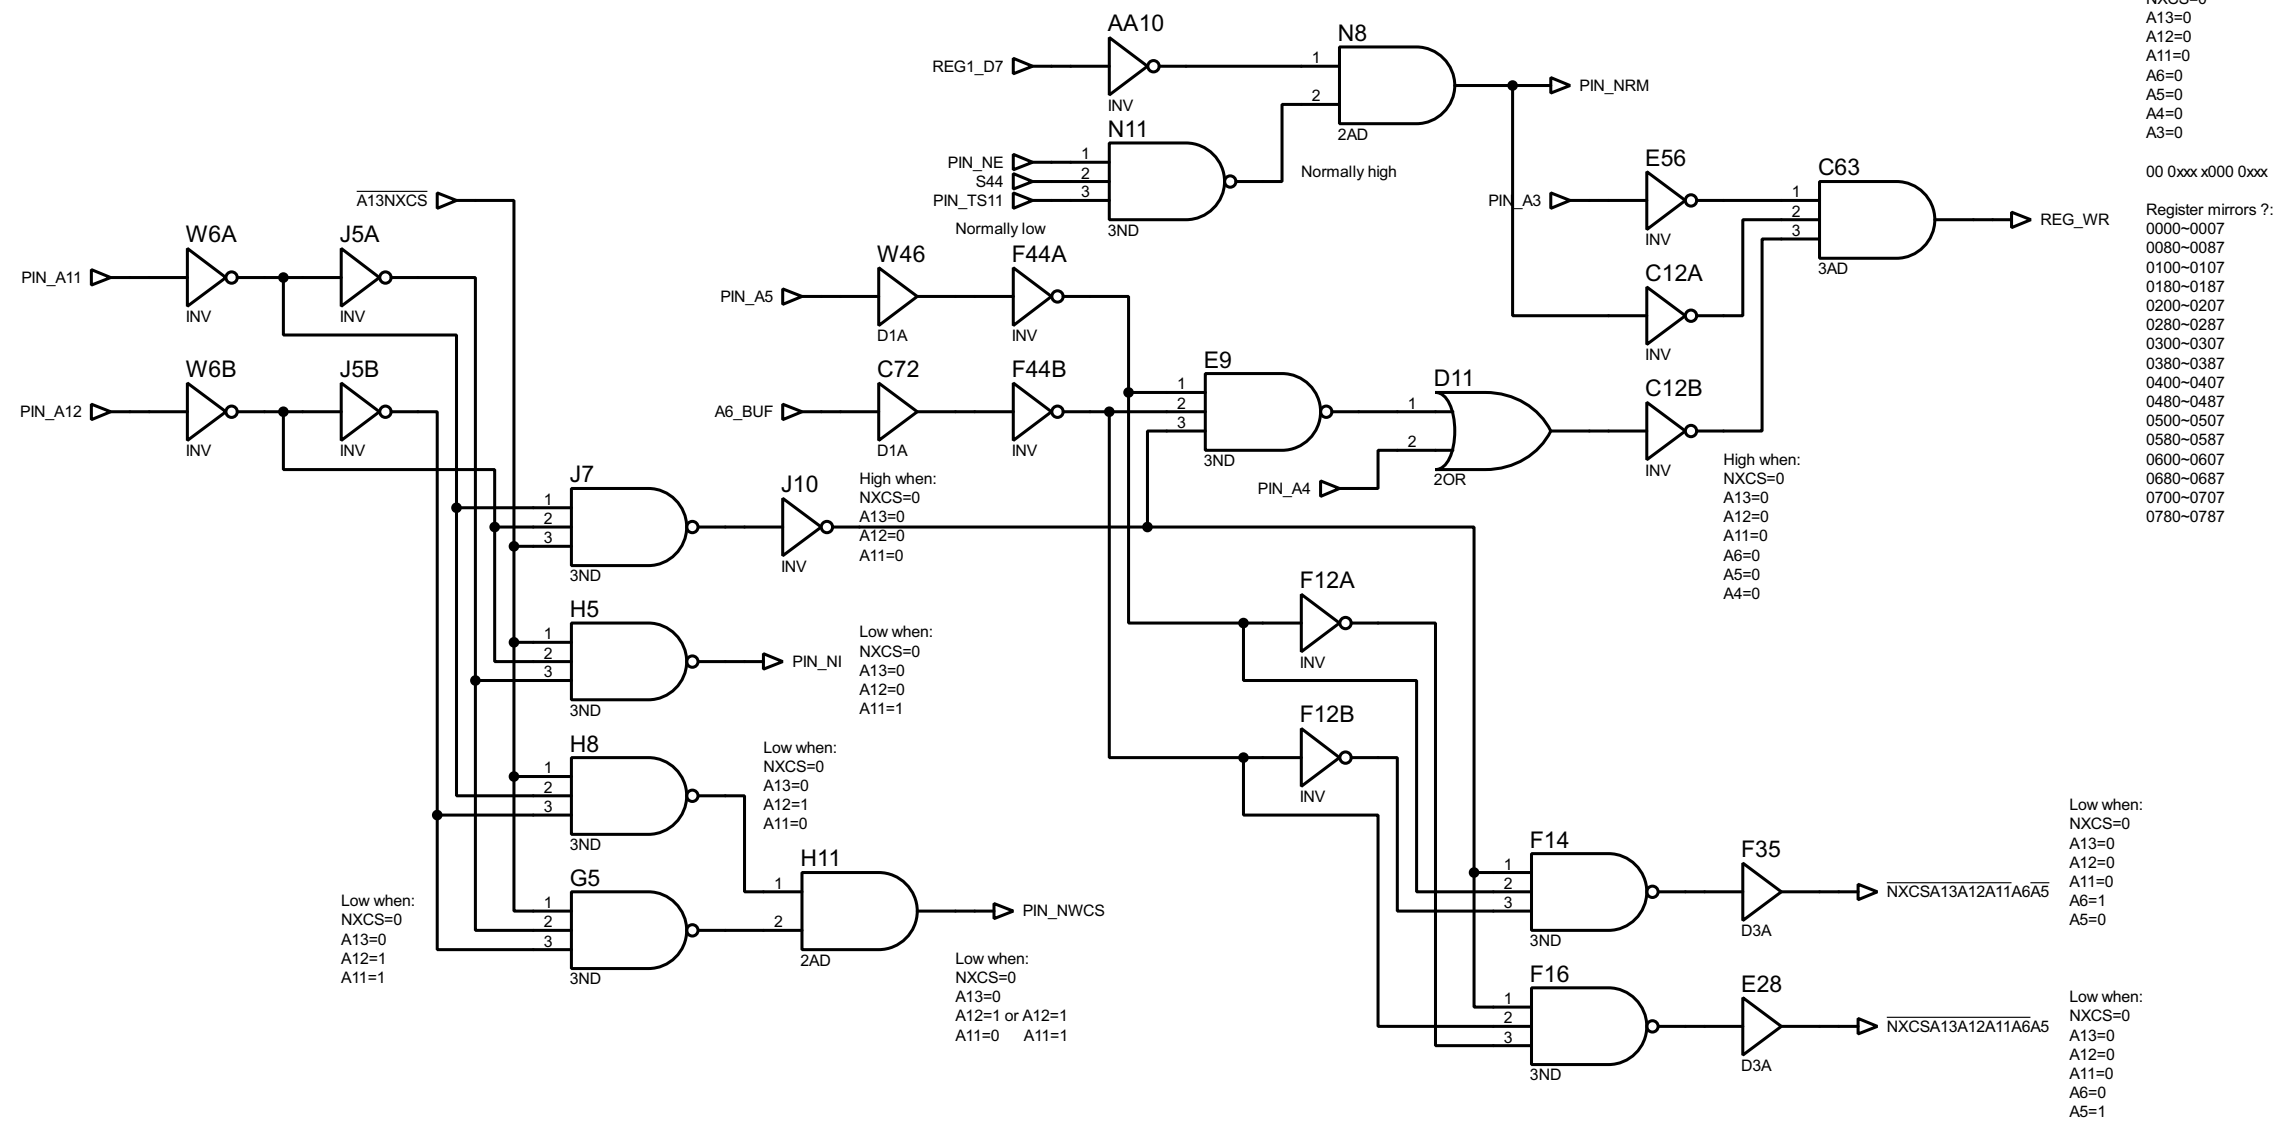 AA10
REG1_D7
INV
1
2
N8
2AD
PIN_NRM
N11
PIN_NE
S44
PIN_TS11
1
2
3
3ND
Normally high
Normally low
A13NXCS
PIN_A11
W6A
INV
J5A
INV
PIN_A12
W6B
INV
J5B
INV
PIN_A5
W46
D1A
F44A
INV
A6_BUF
C72
D1A
F44B
INV
E9
1
2
3
3ND
PIN_A4
D11
1
2
2OR
PIN_A3
E56
INV
C12A
INV
C12B
INV
C63
1
2
3
3AD
REG_WR
High when:
NXCS=0
A13=0
A12=0
A11=0
A6=0
A5=0
A4=0
NXCS=0
A13=0
A12=0
A11=0
A6=0
A5=0
A4=0
A3=0
00 0xxx x000 0xxx
Register mirrors ?:
0000~0007
0080~0087
0100~0107
0180~0187
0200~0207
0280~0287
0300~0307
0380~0387
0400~0407
0480~0487
0500~0507
0580~0587
0600~0607
0680~0687
0700~0707
0780~0787
J7
1
2
3
3ND
J10
INV
High when:
NXCS=0
A13=0
A12=0
A11=0
H5
1
2
3
3ND
PIN_NI
Low when:
NXCS=0
A13=0
A12=0
A11=1
H8
1
2
3
3ND
Low when:
NXCS=0
A13=0
A12=1
A11=0
G5
1
2
3
3ND
Low when:
NXCS=0
A13=0
A12=1
A11=1
H11
1
2
2AD
PIN_NWCS
Low when:
NXCS=0
A13=0
A12=1 or A12=1
A11=0 A11=1
F12A
INV
F12B
INV
F14
1
2
3
3ND
F35
D3A
NXCSA13A12A11A6A5
Low when:
NXCS=0
A13=0
A12=0
A11=0
A6=1
A5=0
F16
1
2
3
3ND
E28
D3A
NXCSA13A12A11A6A5
Low when:
NXCS=0
A13=0
A12=0
A11=0
A6=0
A5=1